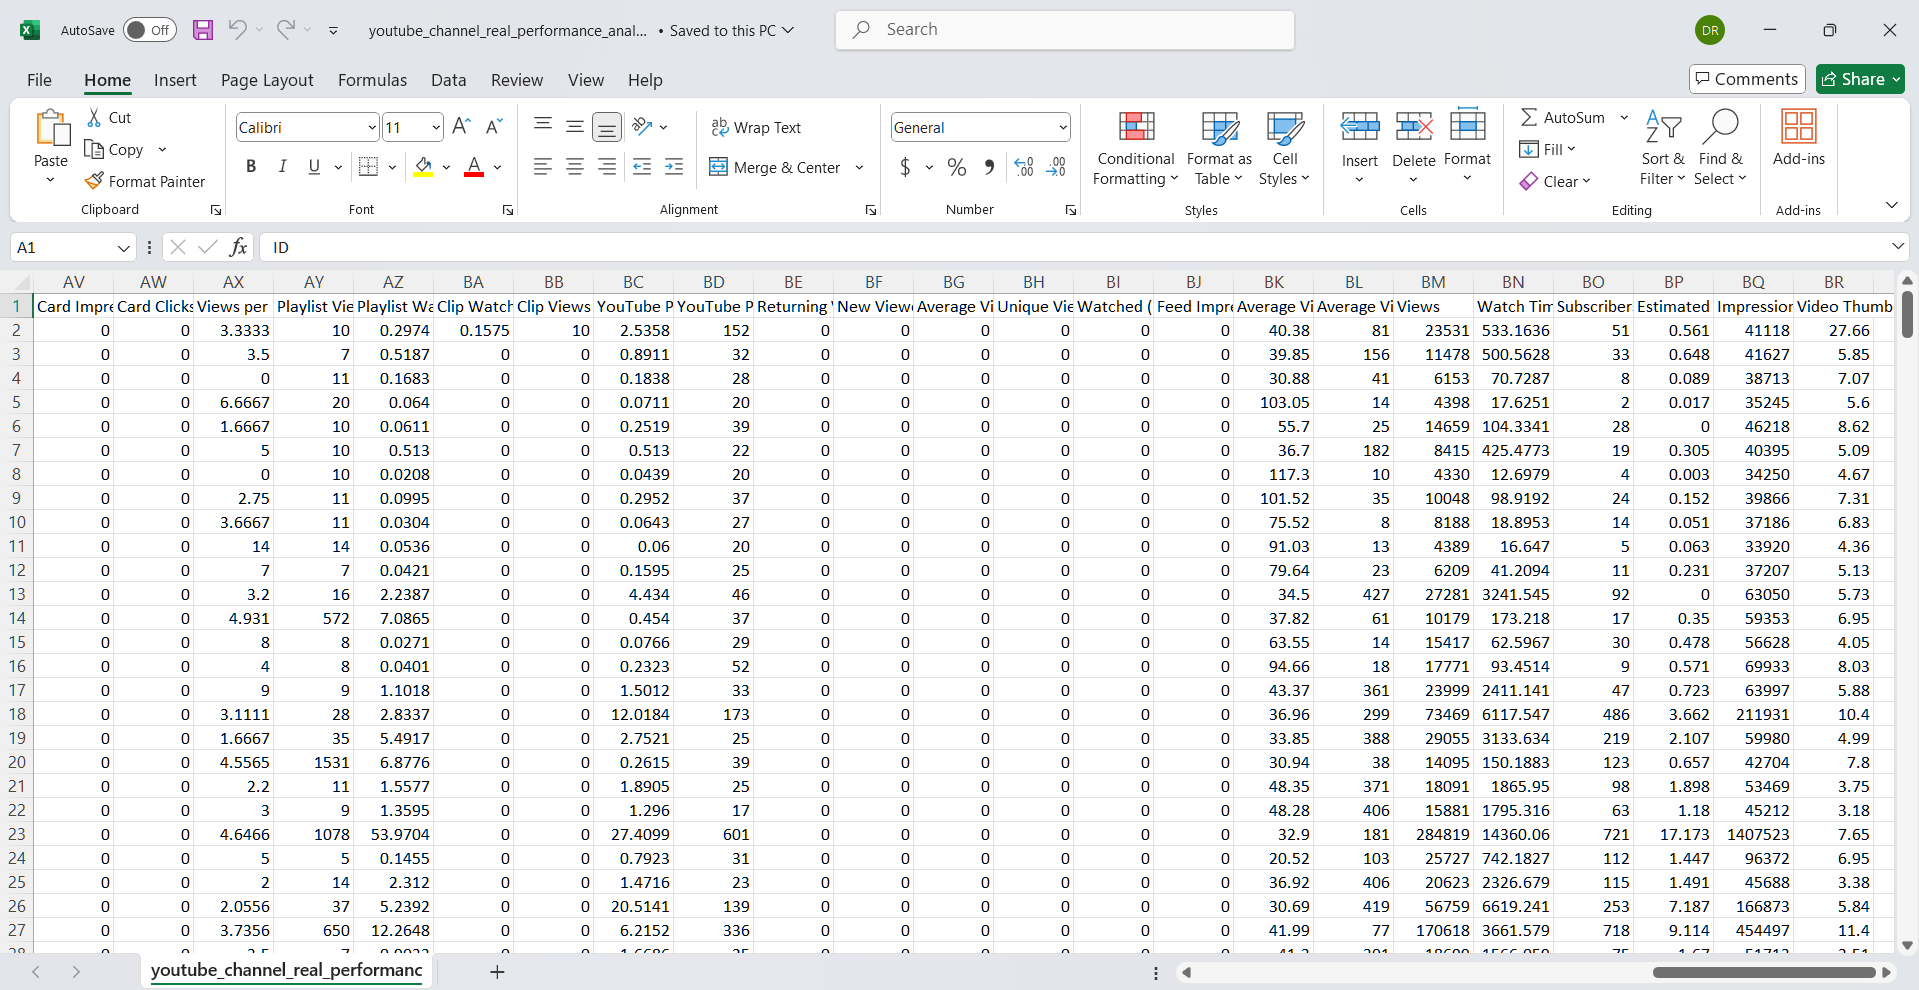 AutoSave Off youtube_channel_real_performance_anal... • Saved to this PC Search DR
File Home Insert Page Layout Formulas Data Review View Help Comments Share
Paste Cut Copy Format Painter Clipboard
Calibri 11 B I U A Font
ab Wrap Text Merge & Center Alignment
General $ % Number
Conditional Formatting Format as Table Cell Styles Styles
Insert Delete Format Cells
AutoSum Fill Clear Sort & Filter Find & Select Editing
Add-ins Add-ins
A1 fx ID
AV AW AX AY AZ BA BB BC BD BE BF BG BH BI BJ BK BL BM BN BO BP BQ BR
1 Card Impre Card Clicks Views per Playlist Vie Playlist Wa Clip Watch Clip Views YouTube P YouTube P Returning New Viewe Average Vi Unique Vie Watched ( Feed Impre Average Vi Average Vi Views Watch Tim Subscriber Estimated Impression Video Thumb
2 0 0 3.3333 10 0.2974 0.1575 10 2.5358 152 0 0 0 0 0 0 40.38 81 23531 533.1636 51 0.561 41118 27.66
3 0 0 3.5 7 0.5187 0 0 0.8911 32 0 0 0 0 0 0 39.85 156 11478 500.5628 33 0.648 41627 5.85
4 0 0 0 11 0.1683 0 0 0.1838 28 0 0 0 0 0 0 30.88 41 6153 70.7287 8 0.089 38713 7.07
5 0 0 6.6667 20 0.064 0 0 0.0711 20 0 0 0 0 0 0 103.05 14 4398 17.6251 2 0.017 35245 5.6
6 0 0 1.6667 10 0.0611 0 0 0.2519 39 0 0 0 0 0 0 55.7 25 14659 104.3341 28 0 46218 8.62
7 0 0 5 10 0.513 0 0 0.513 22 0 0 0 0 0 0 36.7 182 8415 425.4773 19 0.305 40395 5.09
8 0 0 0 10 0.0208 0 0 0.0439 20 0 0 0 0 0 0 117.3 10 4330 12.6979 4 0.003 34250 4.67
9 0 0 2.75 11 0.0995 0 0 0.2952 37 0 0 0 0 0 0 101.52 35 10048 98.9192 24 0.152 39866 7.31
10 0 0 3.6667 11 0.0304 0 0 0.0643 27 0 0 0 0 0 0 75.52 8 8188 18.8953 14 0.051 37186 6.83
11 0 0 14 14 0.0536 0 0 0.06 20 0 0 0 0 0 0 91.03 13 4389 16.647 5 0.063 33920 4.36
12 0 0 7 7 0.0421 0 0 0.1595 25 0 0 0 0 0 0 79.64 23 6209 41.2094 11 0.231 37207 5.13
13 0 0 3.2 16 2.2387 0 0 4.434 46 0 0 0 0 0 0 34.5 427 27281 3241.545 92 0 63050 5.73
14 0 0 4.931 572 7.0865 0 0 0.454 37 0 0 0 0 0 0 37.82 61 10179 173.218 17 0.35 59353 6.95
15 0 0 8 8 0.0271 0 0 0.0766 29 0 0 0 0 0 0 63.55 14 15417 62.5967 30 0.478 56628 4.05
16 0 0 4 8 0.0401 0 0 0.2323 52 0 0 0 0 0 0 94.66 18 17771 93.4514 9 0.571 69933 8.03
17 0 0 9 9 1.1018 0 0 1.5012 33 0 0 0 0 0 0 43.37 361 23999 2411.141 47 0.723 63997 5.88
18 0 0 3.1111 28 2.8337 0 0 12.0184 173 0 0 0 0 0 0 36.96 299 73469 6117.547 486 3.662 211931 10.4
19 0 0 1.6667 35 5.4917 0 0 2.7521 25 0 0 0 0 0 0 33.85 388 29055 3133.634 219 2.107 59980 4.99
20 0 0 4.5565 1531 6.8776 0 0 0.2615 39 0 0 0 0 0 0 30.94 38 14095 150.1883 123 0.657 42704 7.8
21 0 0 2.2 11 1.5577 0 0 1.8905 25 0 0 0 0 0 0 48.35 371 18091 1865.95 98 1.898 53469 3.75
22 0 0 3 9 1.3595 0 0 1.296 17 0 0 0 0 0 0 48.28 406 15881 1795.316 63 1.18 45212 3.18
23 0 0 4.6466 1078 53.9704 0 0 27.4099 601 0 0 0 0 0 0 32.9 181 284819 14360.06 721 17.173 1407523 7.65
24 0 0 5 5 0.1455 0 0 0.7923 31 0 0 0 0 0 0 20.52 103 25727 742.1827 112 1.447 96372 6.95
25 0 0 2 14 2.312 0 0 1.4716 23 0 0 0 0 0 0 36.92 406 20623 2326.679 115 1.491 45688 3.38
26 0 0 2.0556 37 5.2392 0 0 20.5141 139 0 0 0 0 0 0 30.69 419 56759 6619.241 253 7.187 166873 5.84
27 0 0 3.7356 650 12.2648 0 0 6.2152 336 0 0 0 0 0 0 41.99 77 170618 3661.579 718 9.114 454497 11.4
youtube_channel_real_performanc